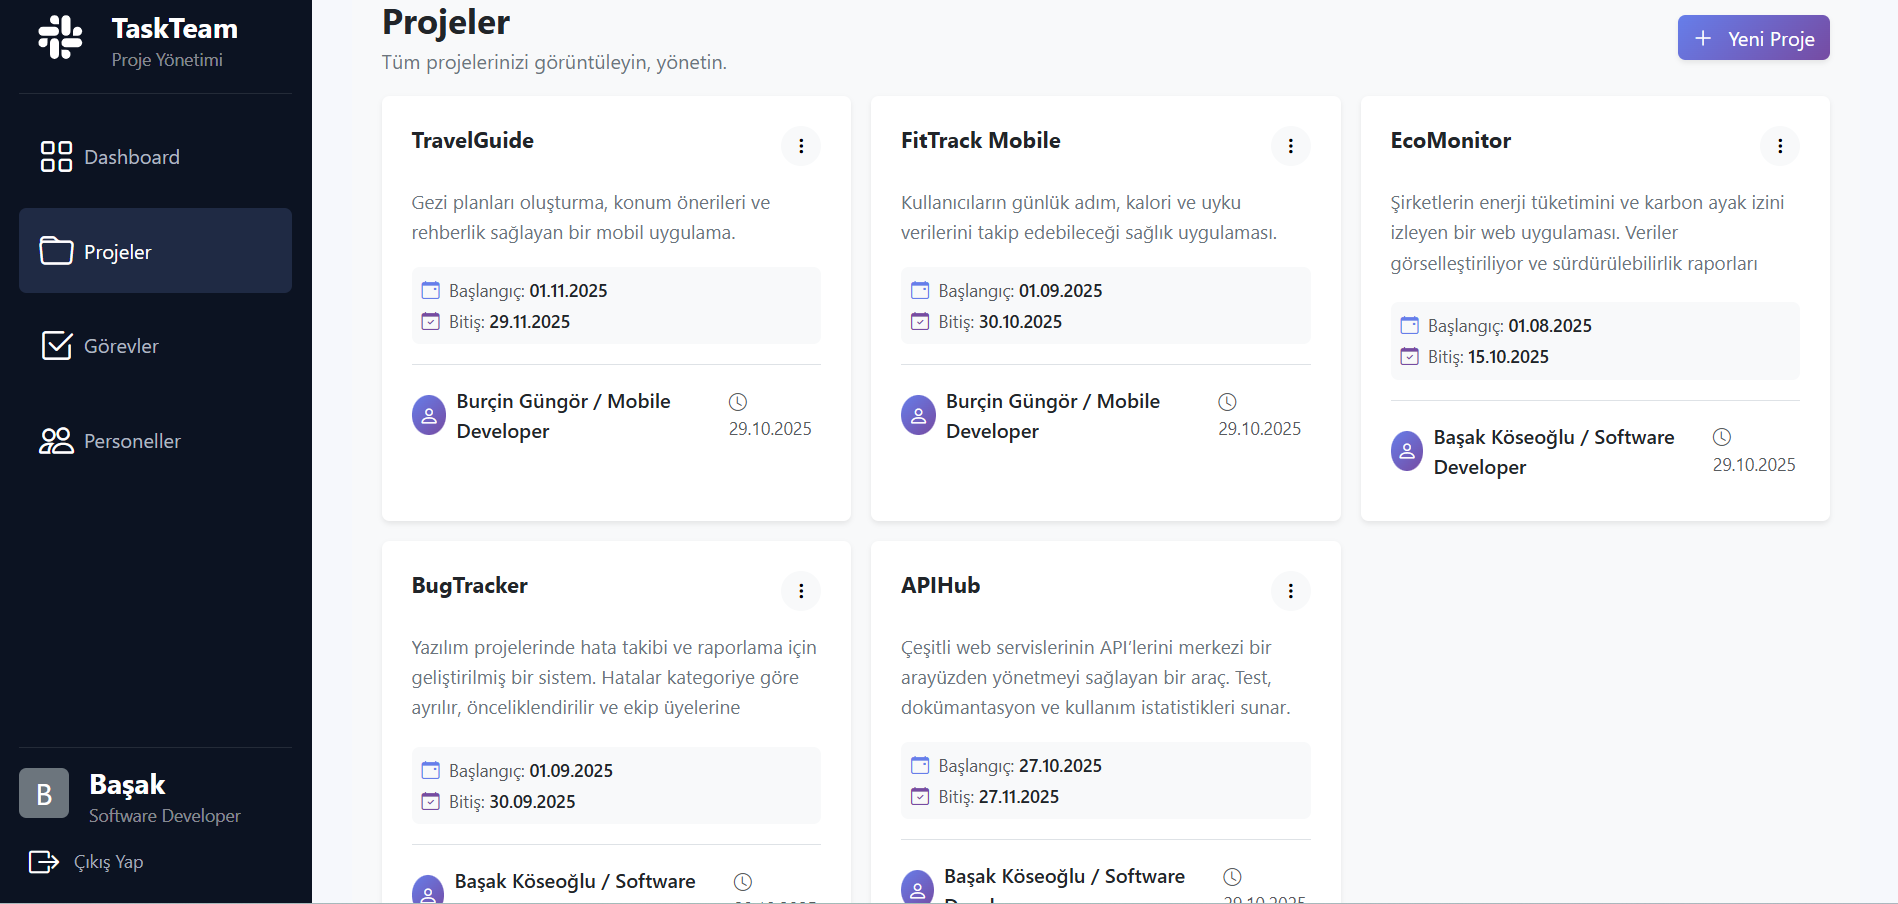 TaskTeam
Proje Yönetimi
Dashboard
Projeler
Görevler
Personeller
B
Başak
Software Developer
Çıkış Yap
Projeler
Tüm projelerinizi görüntüleyin, yönetin.
+ Yeni Proje
TravelGuide
Gezi planları oluşturma, konum önerileri ve
rehberlik sağlayan bir mobil uygulama.
Başlangıç: 01.11.2025
Bitiş: 29.11.2025
Burçin Güngör / Mobile
Developer
29.10.2025
FitTrack Mobile
Kullanıcıların günlük adım, kalori ve uyku
verilerini takip edebileceği sağlık uygulaması.
Başlangıç: 01.09.2025
Bitiş: 30.10.2025
Burçin Güngör / Mobile
Developer
29.10.2025
EcoMonitor
Şirketlerin enerji tüketimini ve karbon ayak izini
izleyen bir web uygulaması. Veriler
görselleştiriliyor ve sürdürülebilirlik raporları
Başlangıç: 01.08.2025
Bitiş: 15.10.2025
Başak Köseoğlu / Software
Developer
29.10.2025
BugTracker
Yazılım projelerinde hata takibi ve raporlama için
geliştirilmiş bir sistem. Hatalar kategoriye göre
ayrılır, önceliklendirilir ve ekip üyelerine
Başlangıç: 01.09.2025
Bitiş: 30.09.2025
Başak Köseoğlu / Software
APIHub
Çeşitli web servislerinin API’lerini merkezi bir
arayüzden yönetmeyi sağlayan bir araç. Test,
dokümantasyon ve kullanım istatistikleri sunar.
Başlangıç: 27.10.2025
Bitiş: 27.11.2025
Başak Köseoğlu / Software
29.10.2025